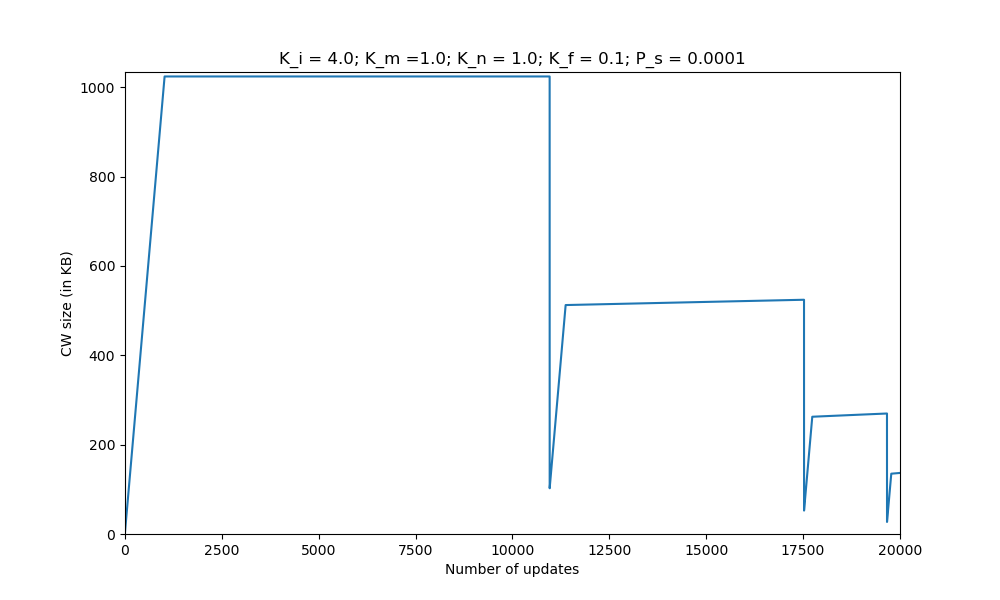 K_i = 4.0; K_m =1.0; K_n = 1.0; K_f = 0.1; P_s = 0.0001
1000
800
600
400
200
0
CW size (in KB)
0 2500 5000 7500 10000 12500 15000 17500 20000
Number of updates